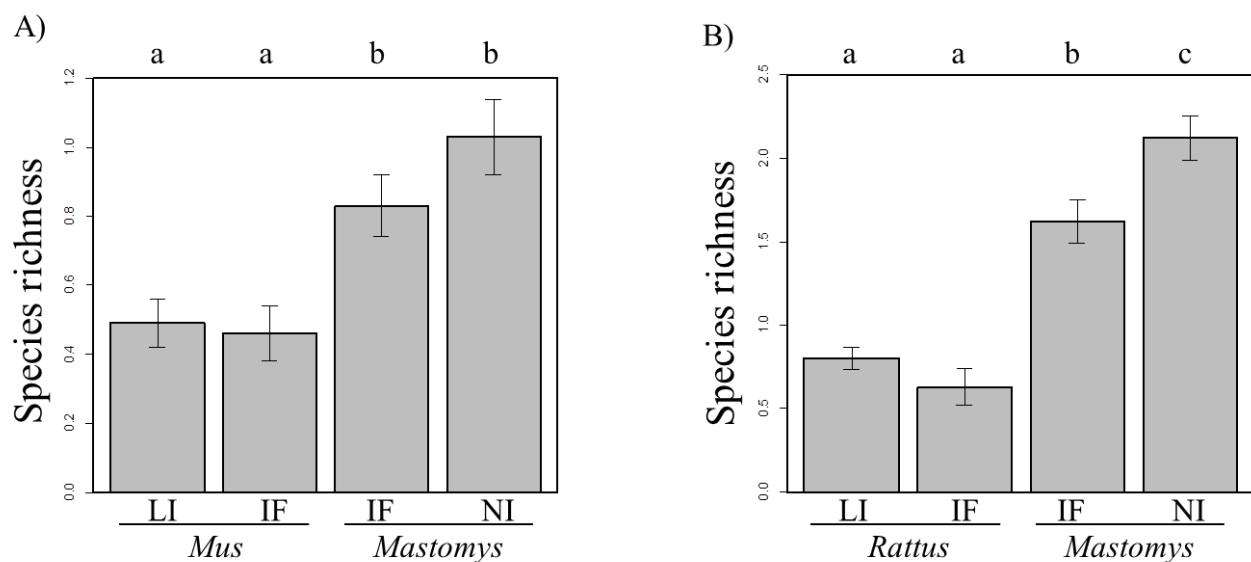 A)
a a b b
1.2
1.0
0.8
0.6
0.4
0.2
0.0
Species richness
LI IF IF NI
Mus Mastomys
B)
a a b c
2.5
2.0
1.5
1.0
0.5
0.0
Species richness
LI IF IF NI
Rattus Mastomys